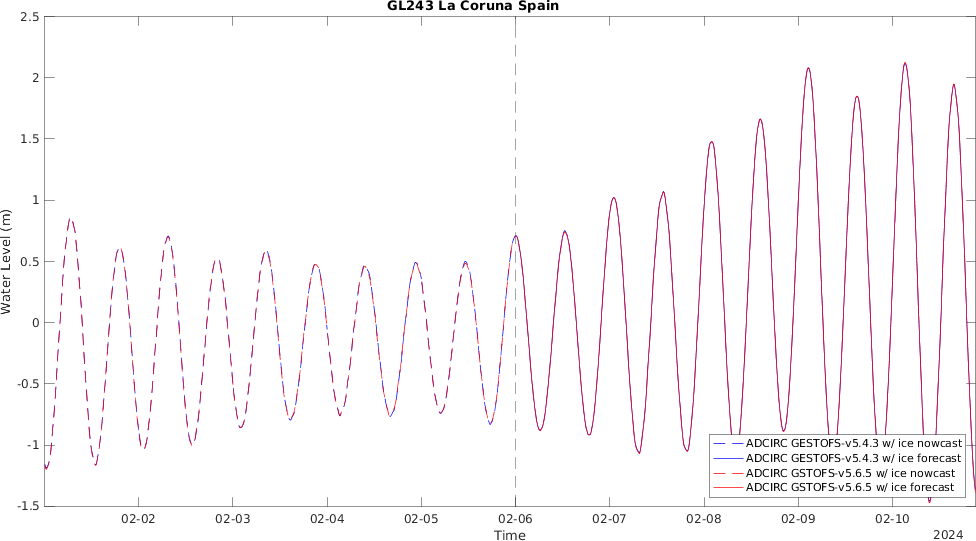 GL243 La Coruna Spain
2.5
2
1.5
1
0.5
0
-0.5
-1
-1.5
Water Level (m)
ADCIRC GESTOFS-v5.4.3 w/ ice nowcast
ADCIRC GESTOFS-v5.4.3 w/ ice forecast
ADCIRC GSTOFS-v5.6.5 w/ ice nowcast
ADCIRC GSTOFS-v5.6.5 w/ ice forecast
02-02 02-03 02-04 02-05 02-06 02-07 02-08 02-09 02-10
Time
2024